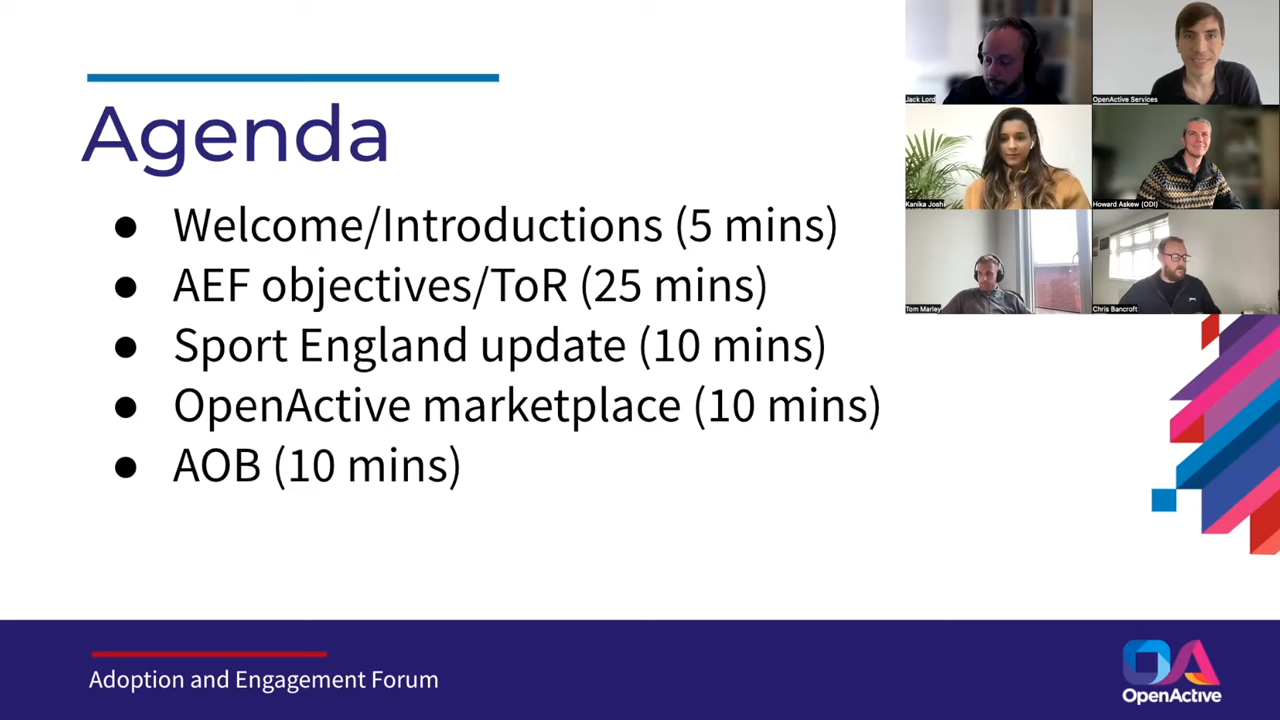 Agenda
● Welcome/Introductions (5 mins)
● AEF objectives/ToR (25 mins)
● Sport England update (10 mins)
● OpenActive marketplace (10 mins)
● AOB (10 mins)
Jack Lord
OpenActive Services
Kanika Joshi
Howard Askew (ODI)
Tom Marley
Chris Bancroft
Adoption and Engagement Forum
OA
OpenActive